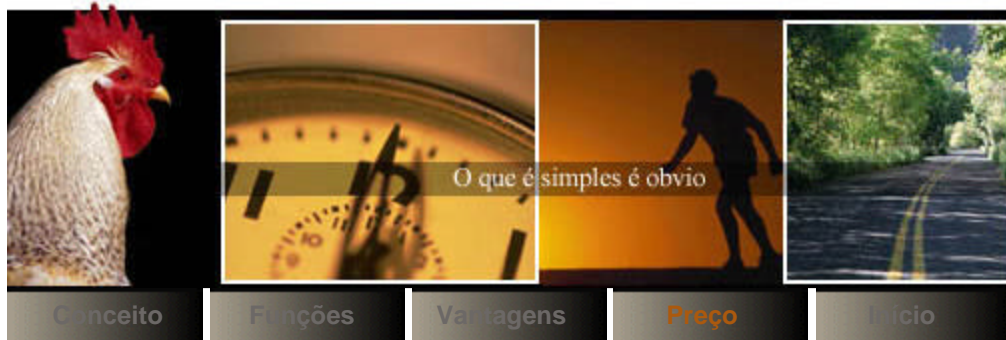 O que é simples é obvio
Conceito Funções Vantagens Preço Início